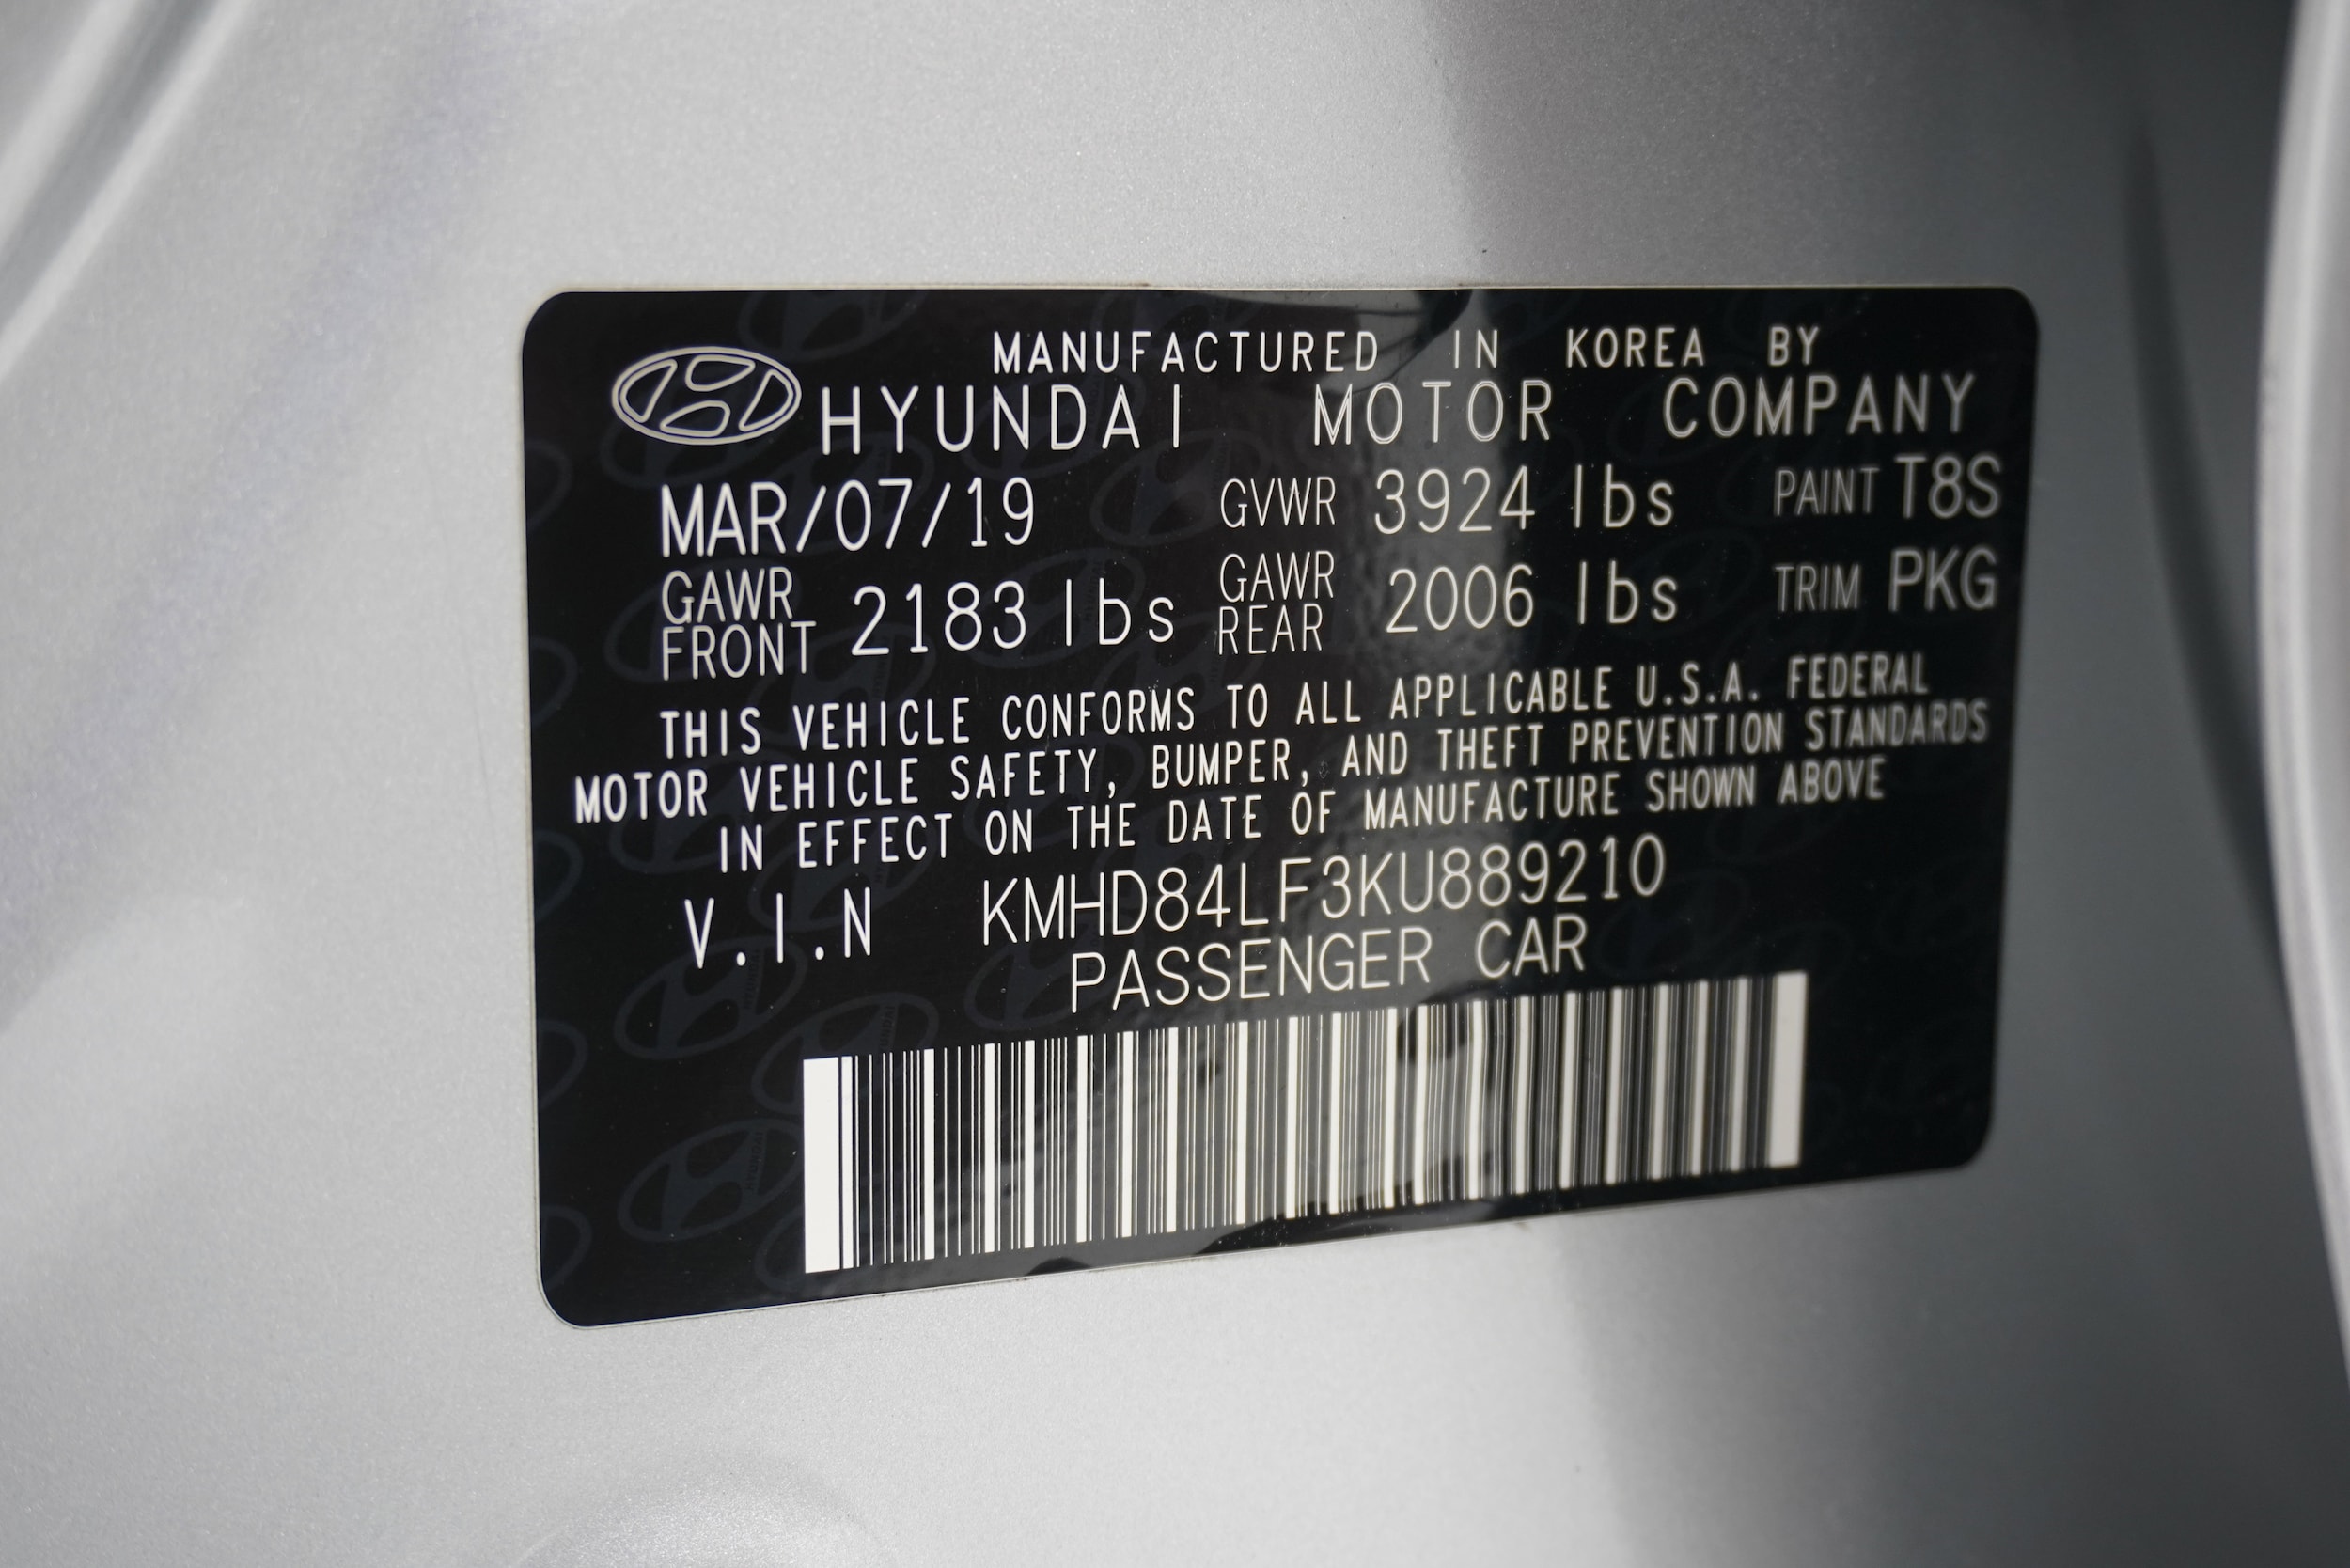 MANUFACTURED IN KOREA BY
HYUNDAI MOTOR COMPANY
MAR/07/19 GVWR 3924 lbs PAINT T8S
GAWR FRONT 2183 lbs GAWR REAR 2006 lbs TRIM PKG
THIS VEHICLE CONFORMS TO ALL APPLICABLE U.S.A. FEDERAL
MOTOR VEHICLE SAFETY, BUMPER, AND THEFT PREVENTION STANDARDS
IN EFFECT ON THE DATE OF MANUFACTURE SHOWN ABOVE
V.I.N KMHD84LF3KU889210
PASSENGER CAR